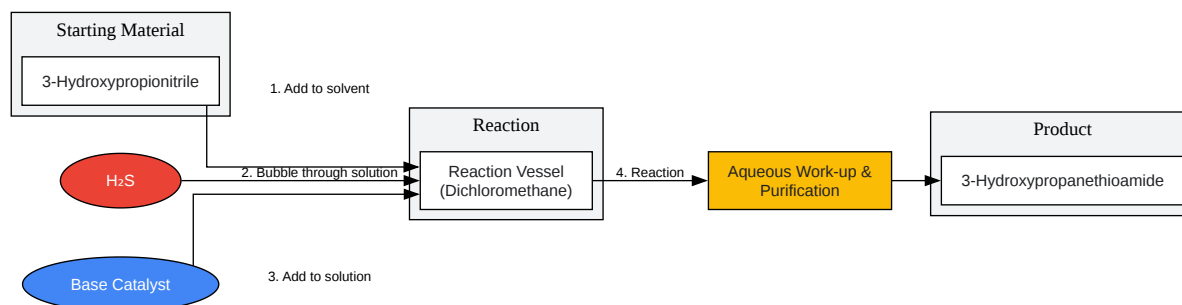 Starting Material
3-Hydroxypropionitrile
1. Add to solvent
Reaction
Product
H₂S
2. Bubble through solution
Reaction Vessel
(Dichloromethane)
4. Reaction
Aqueous Work-up &
Purification
3-Hydroxypropanethioamide
Base Catalyst
3. Add to solution